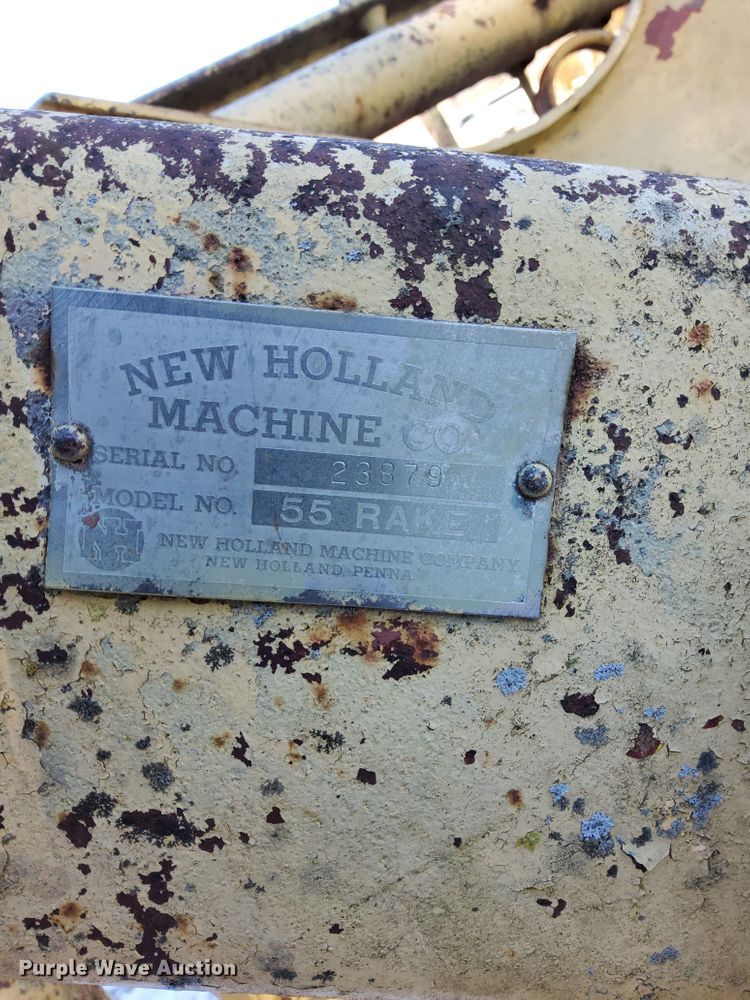 NEW HOLLAND
MACHINE CO.
SERIAL NO. 23879
MODEL NO. 55 RAKE
NH NEW HOLLAND MACHINE COMPANY
NEW HOLLAND, PENNA.
Purple Wave Auction